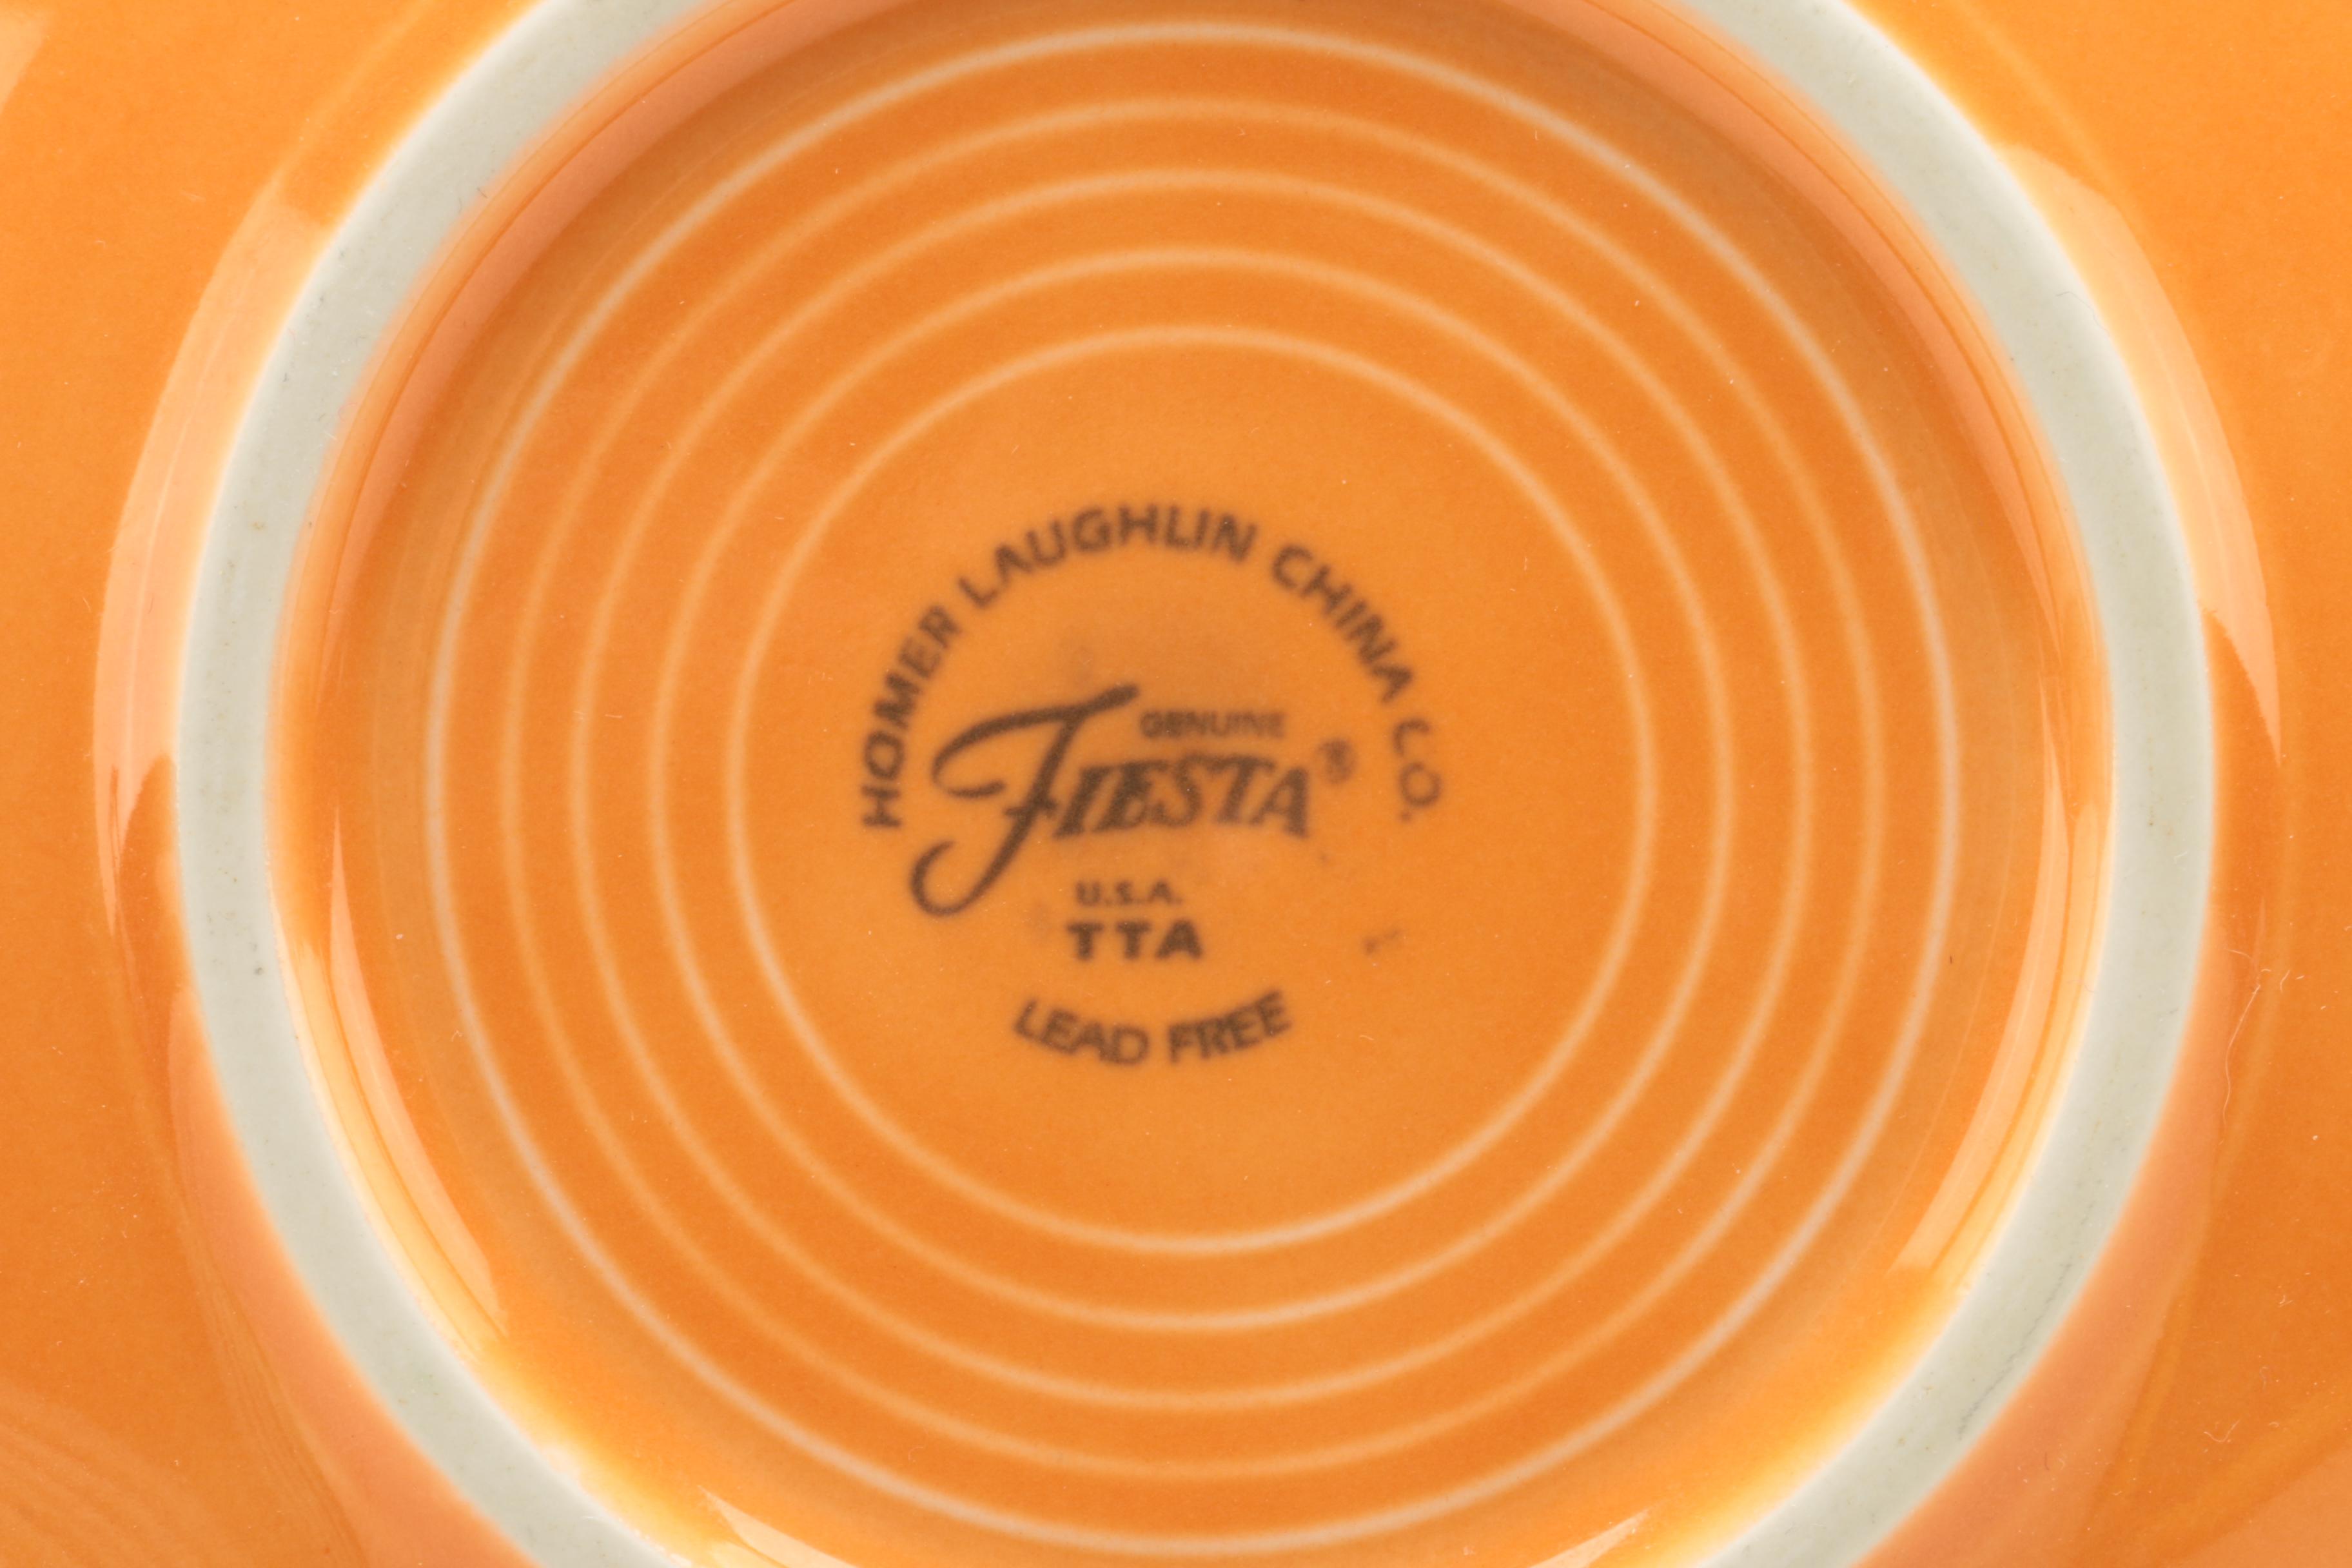 HOMER LAUGHLIN CHINA CO.
GENUINE
FIESTA®
U.S.A.
TTA
LEAD FREE